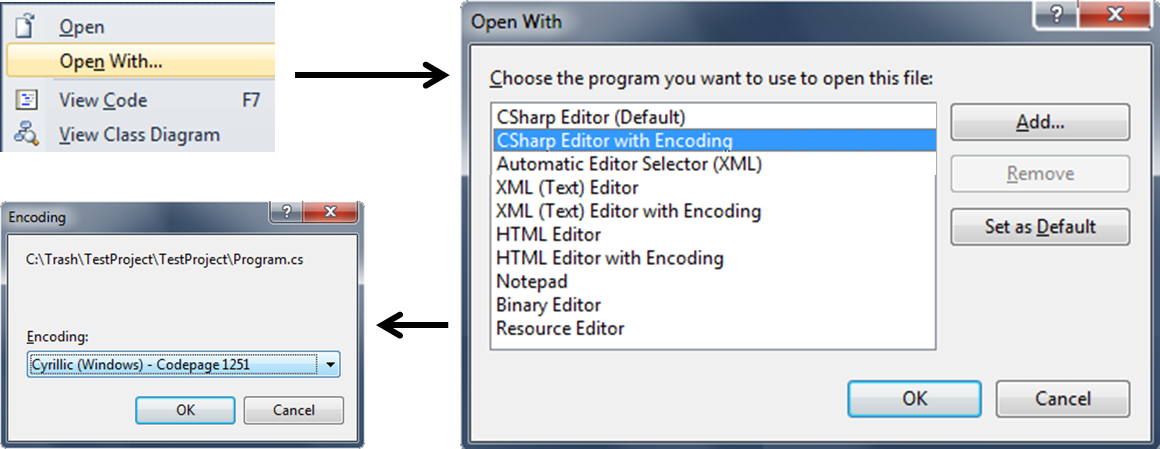 Open
Open With...
View Code F7
View Class Diagram
Open With
?
Choose the program you want to use to open this file:
CSharp Editor (Default)
CSharp Editor with Encoding
Automatic Editor Selector (XML)
XML (Text) Editor
XML (Text) Editor with Encoding
HTML Editor
HTML Editor with Encoding
Notepad
Binary Editor
Resource Editor
Add...
Remove
Set as Default
OK
Cancel
Encoding
?
C:\Trash\TestProject\TestProject\Program.cs
Encoding:
Cyrillic (Windows) - Codepage 1251
OK
Cancel